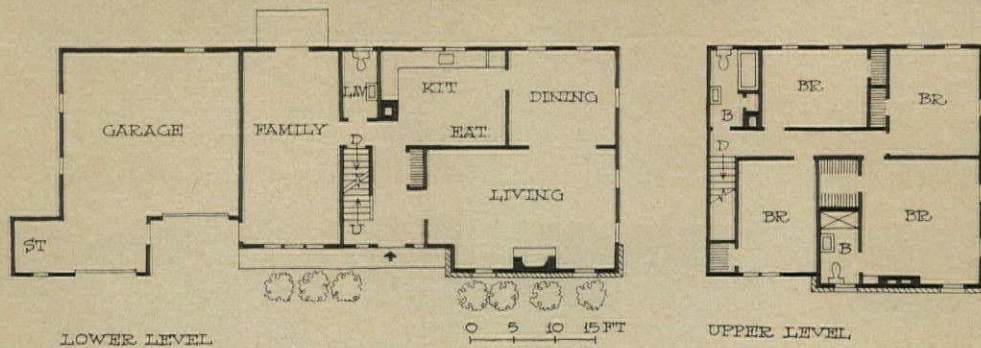 GARAGE
FAMILY
LAV
KIT
EAT
DINING
D
U
LIVING
ST
0 5 10 15 FT
LOWER LEVEL
B
BR
BR
D
BR
BR
B
UPPER LEVEL